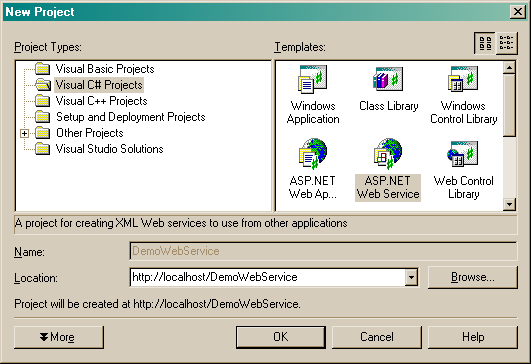 New Project
Project Types:
Templates:
Visual Basic Projects
Visual C# Projects
Visual C++ Projects
Setup and Deployment Projects
Other Projects
Visual Studio Solutions
Windows
Application
Class Library
Windows
Control Library
ASP.NET
Web Ap...
ASP.NET
Web Service
Web Control
Library
A project for creating XML Web services to use from other applications
Name:
DemoWebService
Location:
http://localhost/DemoWebService
Browse...
Project will be created at http://localhost/DemoWebService.
More
OK
Cancel
Help